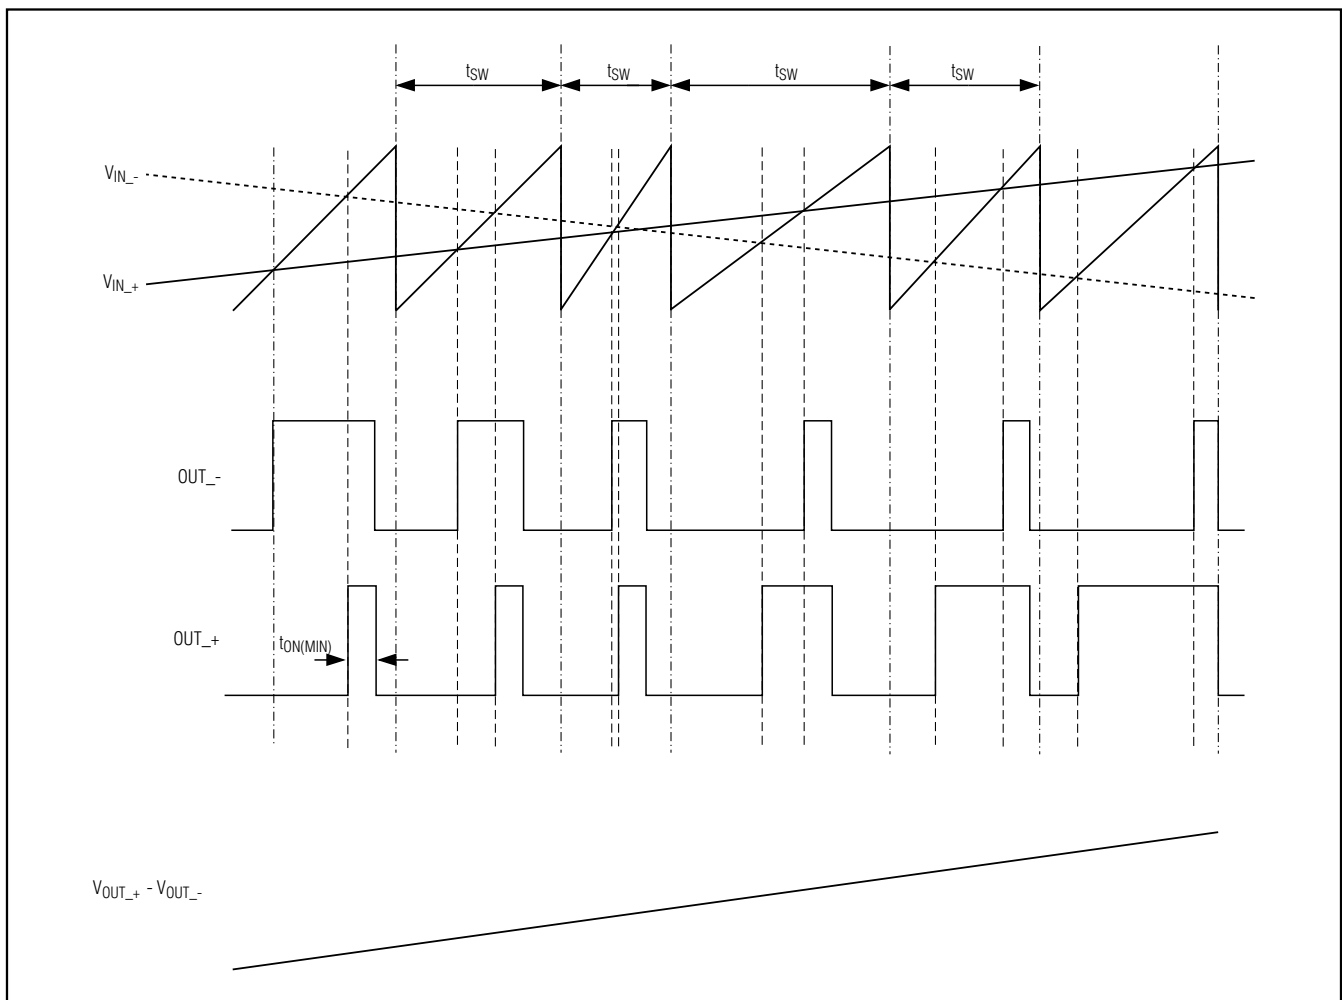 tSW tSW tSW tSW
VIN_-
VIN_+
OUT_-
OUT_+
tON(MIN)
VOUT_+ - VOUT_-